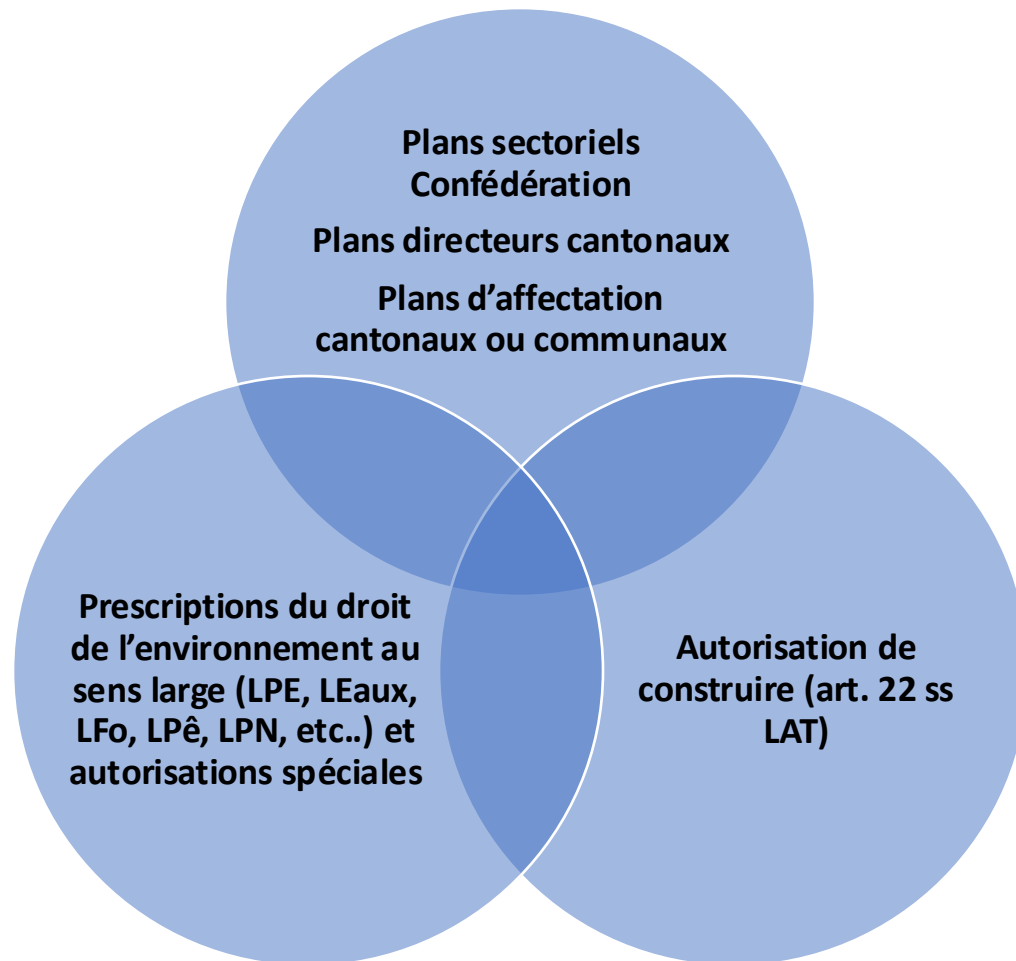 Plans sectoriels
Confédération
Plans directeurs cantonaux
Plans d’affectation
cantonaux ou communaux
Prescriptions du droit
de l’environnement au
sens large (LPE, LEaux,
LFo, LPê, LPN, etc..) et
autorisations spéciales
Autorisation de
construire (art. 22 ss
LAT)